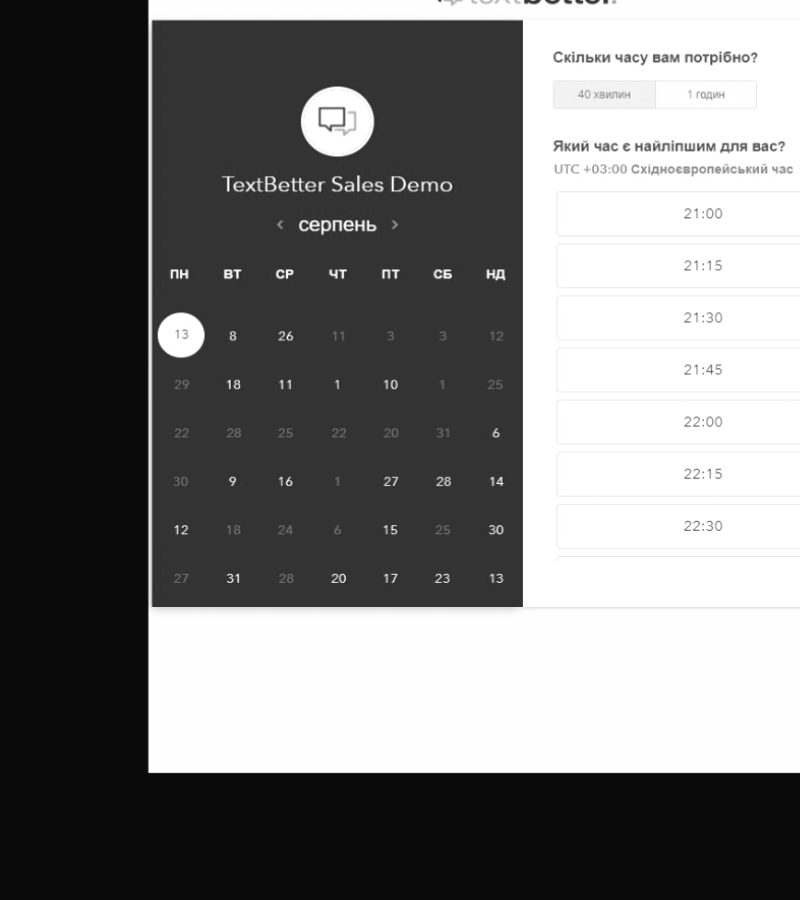 textbetter.
TextBetter Sales Demo
< серпень >
ПН ВТ СР ЧТ ПТ СБ НД
13 8 26 11 3 3 12
29 18 11 1 10 1 25
22 28 25 22 20 31 6
30 9 16 1 27 28 14
12 18 24 6 15 25 30
27 31 28 20 17 23 13
Скільки часу вам потрібно?
40 хвилин 1 годин
Який час є найліпшим для вас?
UTC +03:00 Східноєвропейський час
21:00
21:15
21:30
21:45
22:00
22:15
22:30